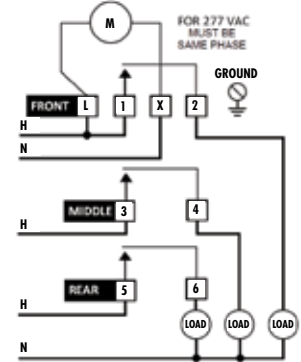 M
FOR 277 VAC
MUST BE
SAME PHASE
GROUND
FRONT L 1 X 2
H
N
MIDDLE 3 4
H
REAR 5 6
H
LOAD LOAD LOAD
N